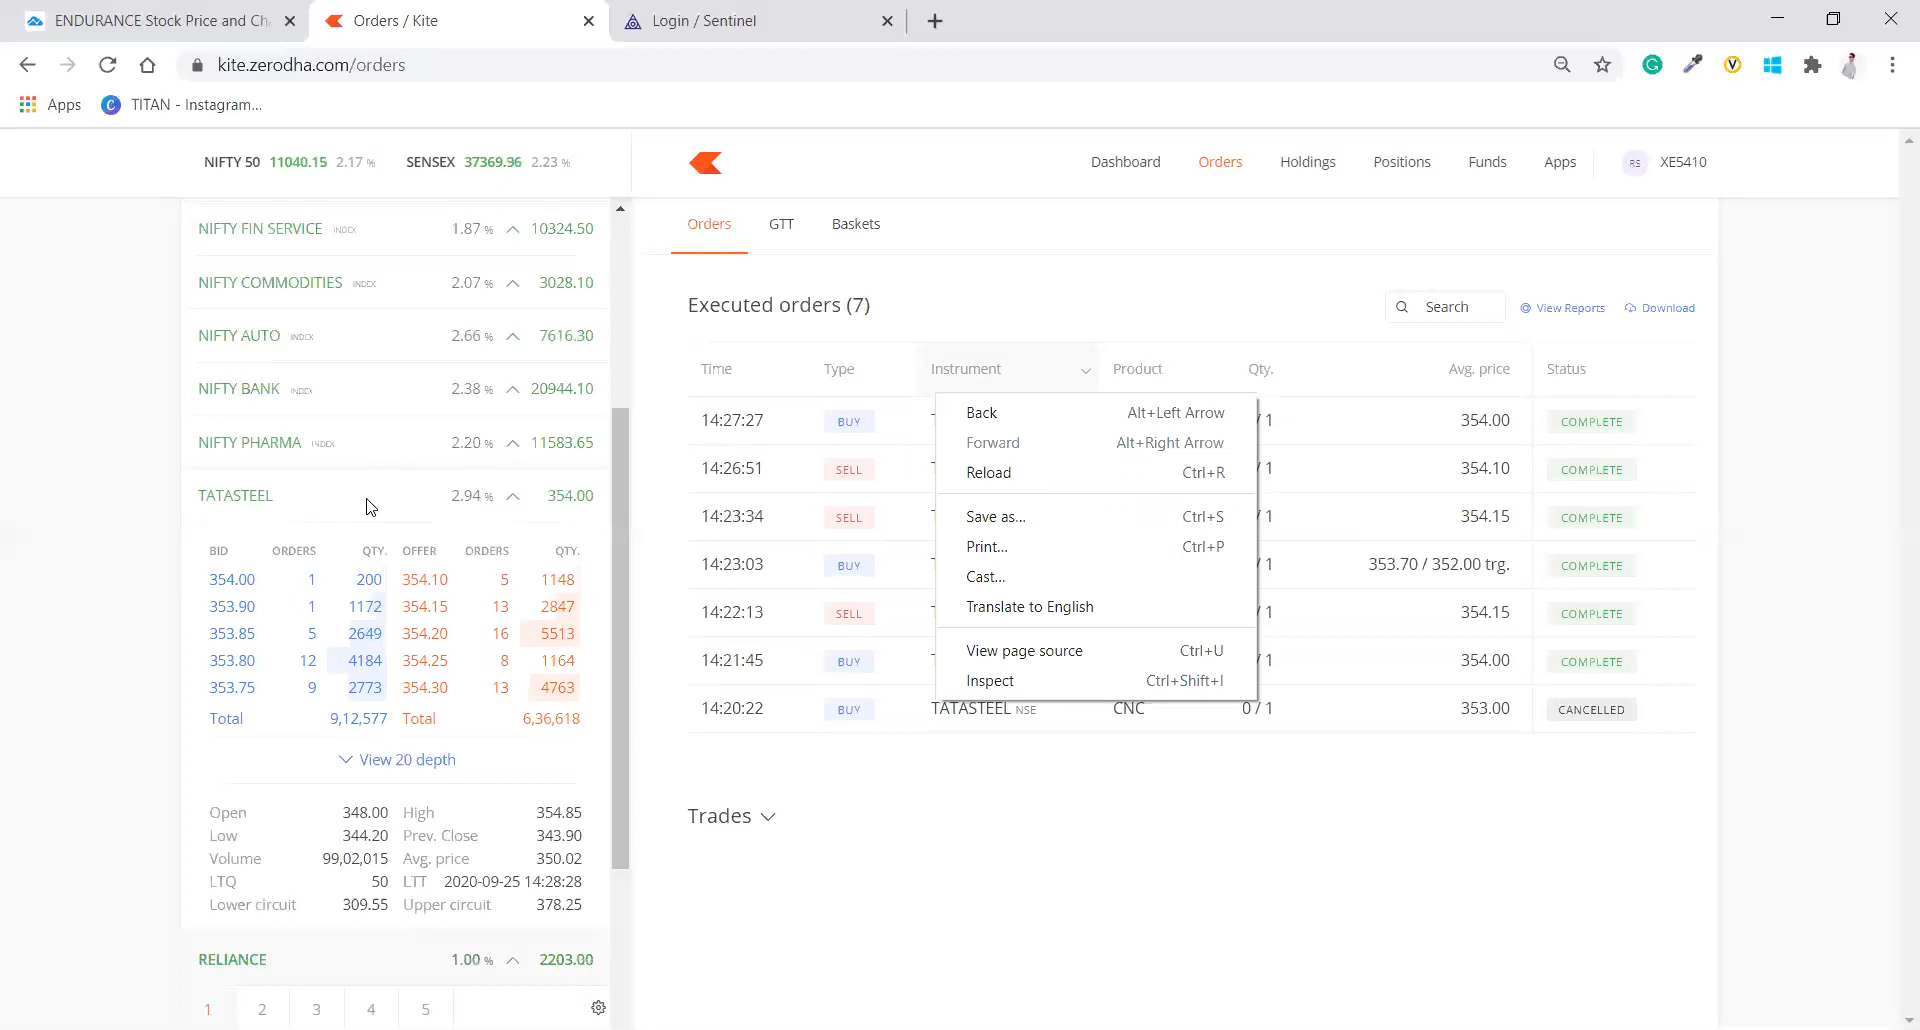 ENDURANCE Stock Price and Ch
Orders / Kite
Login / Sentinel
kite.zerodha.com/orders
Apps
TITAN - Instagram...
NIFTY 50 11040.15 2.17 %
SENSEX 37369.96 2.23 %
Dashboard
Orders
Holdings
Positions
Funds
Apps
RS XE5410
NIFTY FIN SERVICE INDEX 1.87 % 10324.50
NIFTY COMMODITIES INDEX 2.07 % 3028.10
NIFTY AUTO INDEX 2.66 % 7616.30
NIFTY BANK INDEX 2.38 % 20944.10
NIFTY PHARMA INDEX 2.20 % 11583.65
TATASTEEL 2.94 % 354.00
BID ORDERS QTY. OFFER ORDERS QTY.
354.00 1 200 354.10 5 1148
353.90 1 1172 354.15 13 2847
353.85 5 2649 354.20 16 5513
353.80 12 4184 354.25 8 1164
353.75 9 2773 354.30 13 4763
Total 9,12,577 Total 6,36,618
View 20 depth
Open 348.00 High 354.85
Low 344.20 Prev. Close 343.90
Volume 99,02,015 Avg. price 350.02
LTQ 50 LTT 2020-09-25 14:28:28
Lower circuit 309.55 Upper circuit 378.25
RELIANCE 1.00 % 2203.00
1 2 3 4 5
Orders GTT Baskets
Executed orders (7)
Search
View Reports
Download
Time Type Instrument Product Qty. Avg. price Status
14:27:27 BUY / 1 354.00 COMPLETE
14:26:51 SELL / 1 354.10 COMPLETE
14:23:34 SELL / 1 354.15 COMPLETE
14:23:03 BUY / 1 353.70 / 352.00 trg. COMPLETE
14:22:13 SELL / 1 354.15 COMPLETE
14:21:45 BUY / 1 354.00 COMPLETE
14:20:22 BUY TATASTEEL NSE CNC 0 / 1 353.00 CANCELLED
Back Alt+Left Arrow
Forward Alt+Right Arrow
Reload Ctrl+R
Save as... Ctrl+S
Print... Ctrl+P
Cast...
Translate to English
View page source Ctrl+U
Inspect Ctrl+Shift+I
Trades